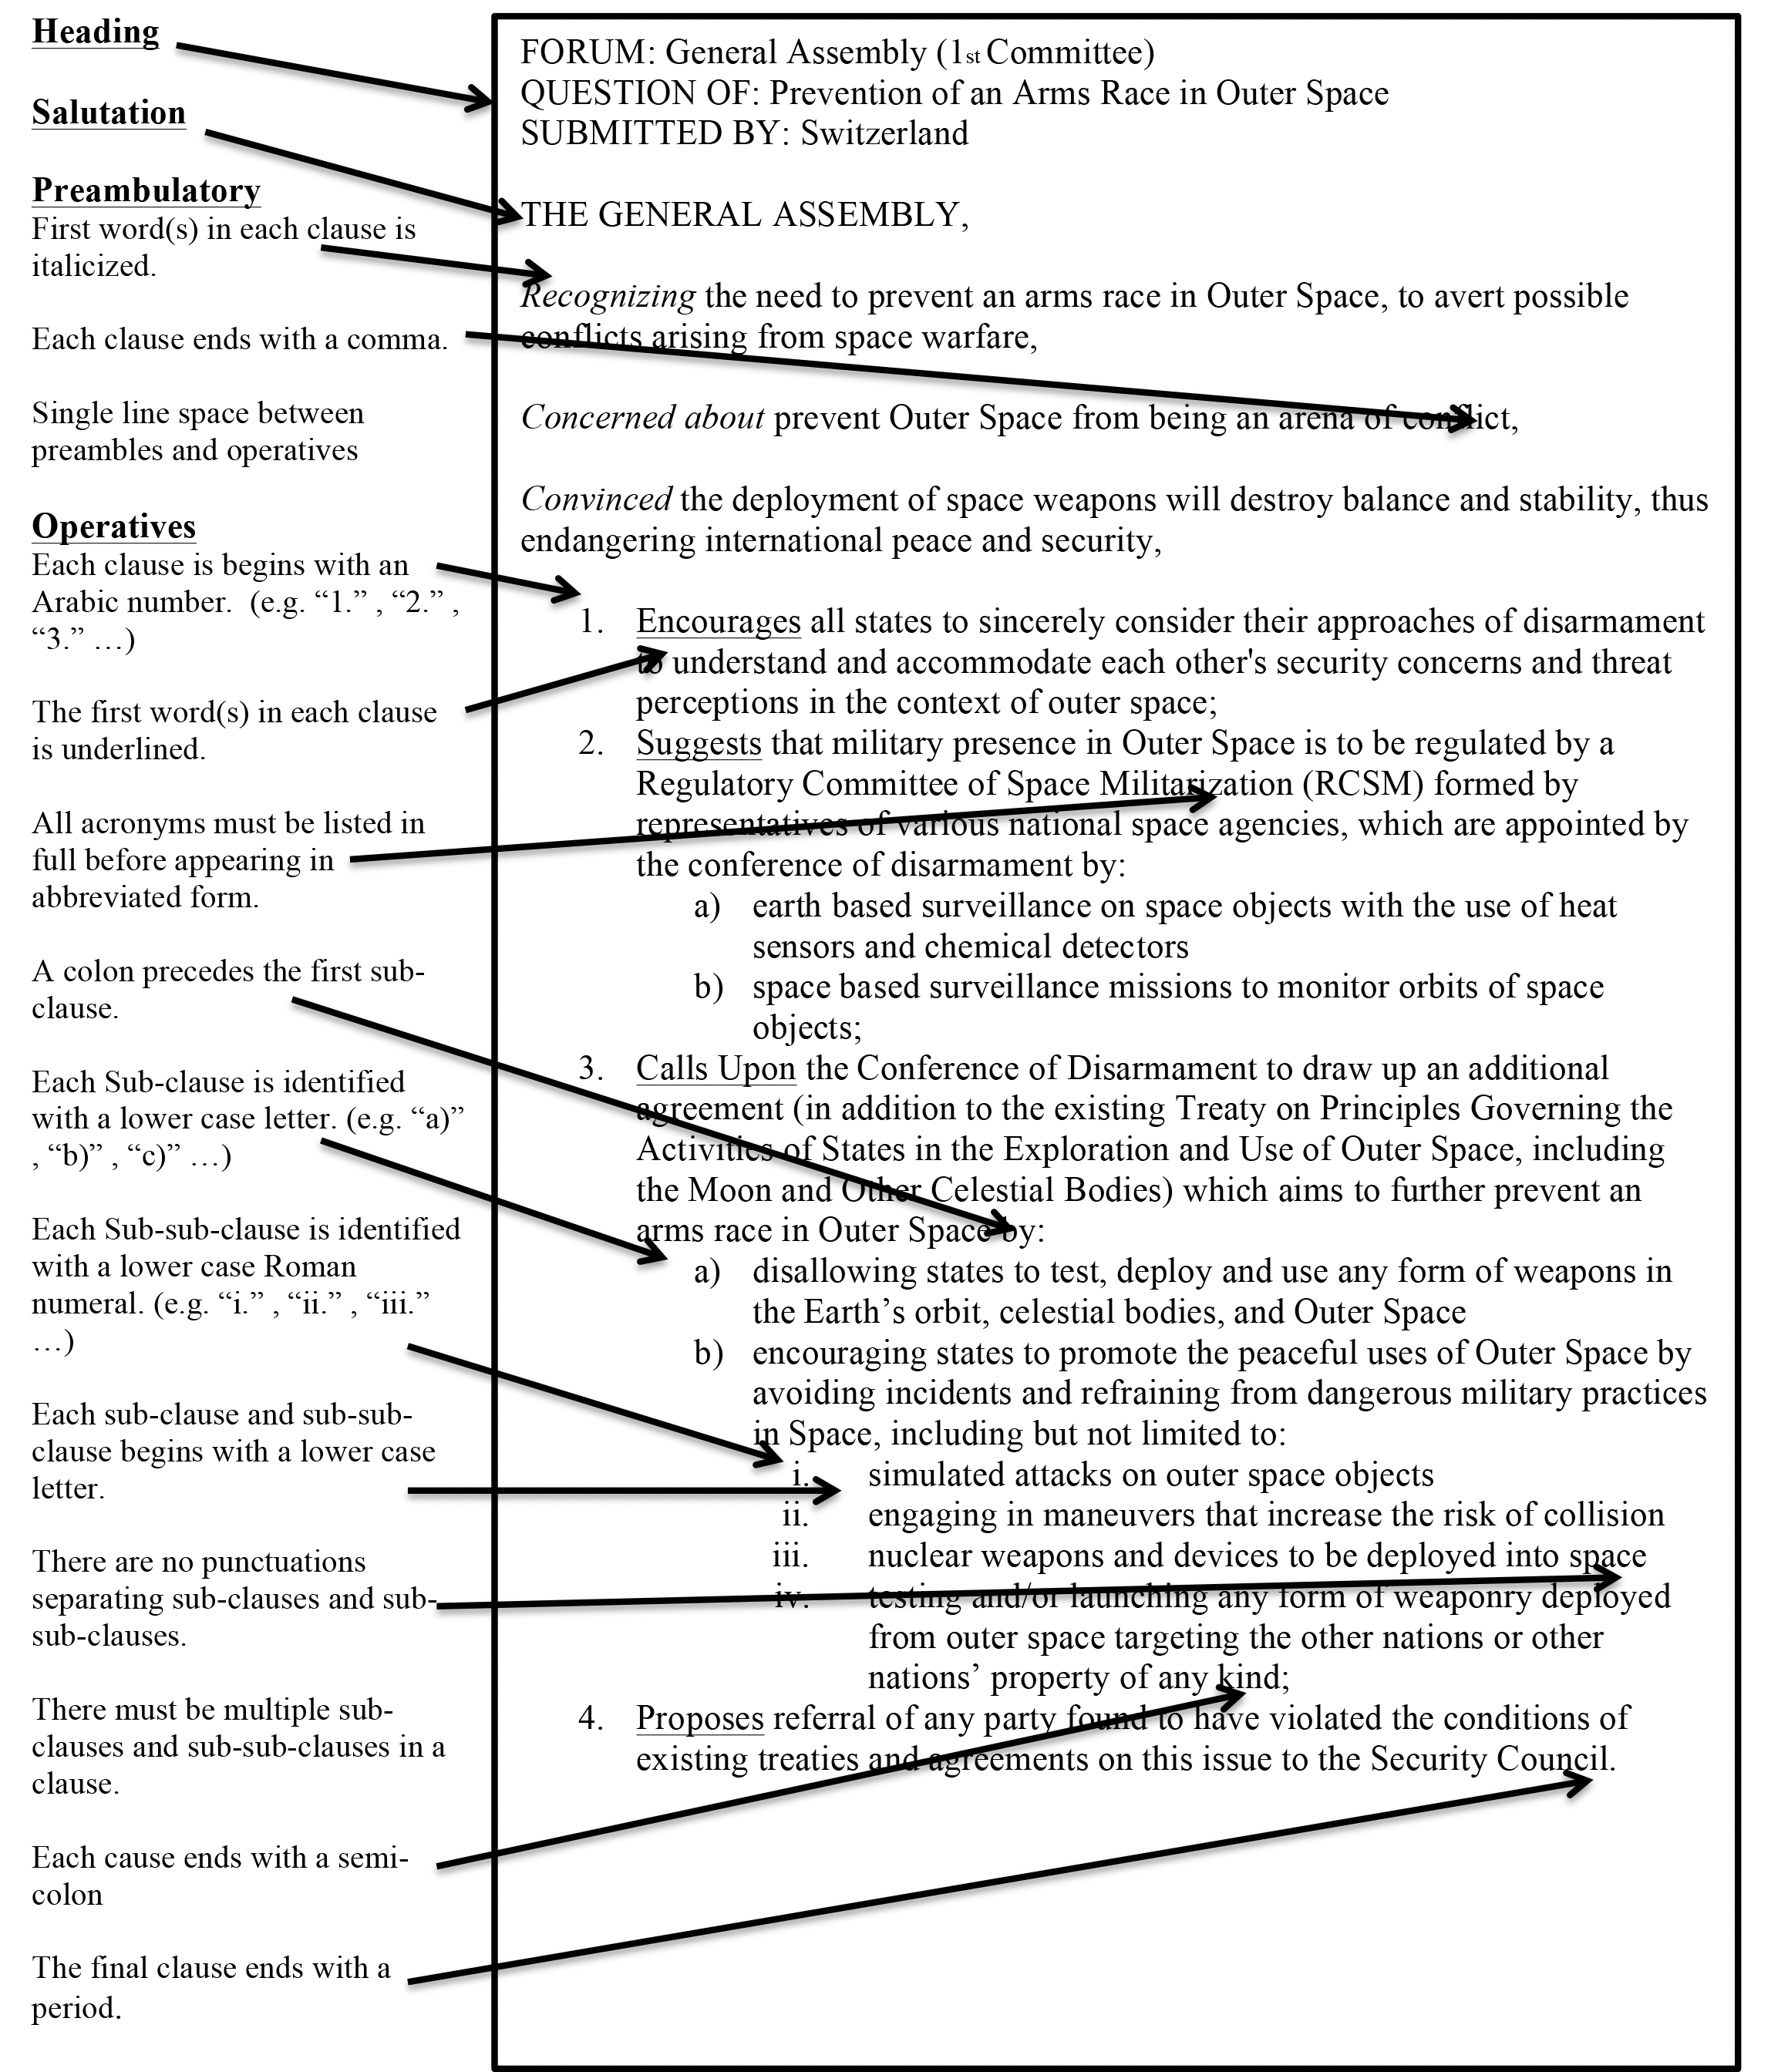 Heading
Salutation
Preambulatory
First word(s) in each clause is
italicized.
Each clause ends with a comma.
Single line space between
preambles and operatives
Operatives
Each clause is begins with an
Arabic number.  (e.g. “1.” , “2.” ,
“3.” …)
The first word(s) in each clause
is underlined.
All acronyms must be listed in
full before appearing in
abbreviated form.
A colon precedes the first sub-
clause.
Each Sub-clause is identified
with a lower case letter. (e.g. “a)”
, “b)” , “c)” …)
Each Sub-sub-clause is identified
with a lower case Roman
numeral. (e.g. “i.” , “ii.” , “iii.”
…)
Each sub-clause and sub-sub-
clause begins with a lower case
letter.
There are no punctuations
separating sub-clauses and sub-
sub-clauses.
There must be multiple sub-
clauses and sub-sub-clauses in a
clause.
Each cause ends with a semi-
colon
The final clause ends with a
period.
FORUM: General Assembly (1st Committee)
QUESTION OF: Prevention of an Arms Race in Outer Space
SUBMITTED BY: Switzerland
THE GENERAL ASSEMBLY,
Recognizing the need to prevent an arms race in Outer Space, to avert possible
conflicts arising from space warfare,
Concerned about prevent Outer Space from being an arena of conflict,
Convinced the deployment of space weapons will destroy balance and stability, thus
endangering international peace and security,
1. Encourages all states to sincerely consider their approaches of disarmament
to understand and accommodate each other's security concerns and threat
perceptions in the context of outer space;
2. Suggests that military presence in Outer Space is to be regulated by a
Regulatory Committee of Space Militarization (RCSM) formed by
representatives of various national space agencies, which are appointed by
the conference of disarmament by:
a) earth based surveillance on space objects with the use of heat
sensors and chemical detectors
b) space based surveillance missions to monitor orbits of space
objects;
3. Calls Upon the Conference of Disarmament to draw up an additional
agreement (in addition to the existing Treaty on Principles Governing the
Activities of States in the Exploration and Use of Outer Space, including
the Moon and Other Celestial Bodies) which aims to further prevent an
arms race in Outer Space by:
a) disallowing states to test, deploy and use any form of weapons in
the Earth’s orbit, celestial bodies, and Outer Space
b) encouraging states to promote the peaceful uses of Outer Space by
avoiding incidents and refraining from dangerous military practices
in Space, including but not limited to:
i. simulated attacks on outer space objects
ii. engaging in maneuvers that increase the risk of collision
iii. nuclear weapons and devices to be deployed into space
iv. testing and/or launching any form of weaponry deployed
from outer space targeting the other nations or other
nations’ property of any kind;
4. Proposes referral of any party found to have violated the conditions of
existing treaties and agreements on this issue to the Security Council.